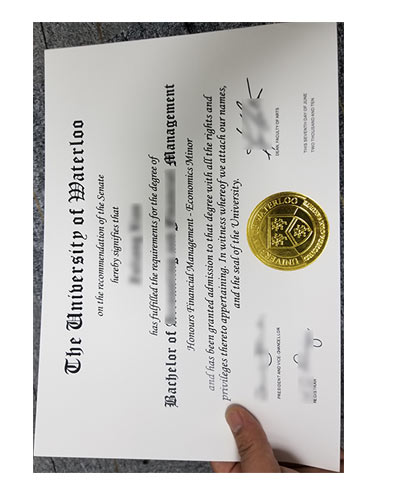 The University of Waterloo
on the recommendation of the Senate
hereby signifies that
has fulfilled the requirements for the degree of
Bachelor of Management
Honours Financial Management - Economics Minor
and has been granted admission to that degree with all the rights and
privileges thereto appertaining. In witness whereof we attach our names,
and the seal of the University.
DEAN, FACULTY OF ARTS
THIS SEVENTH DAY OF JUNE
TWO THOUSAND AND TEN
WATERLOO
PRESIDENT AND VICE-CHANCELLOR
REGISTRAR